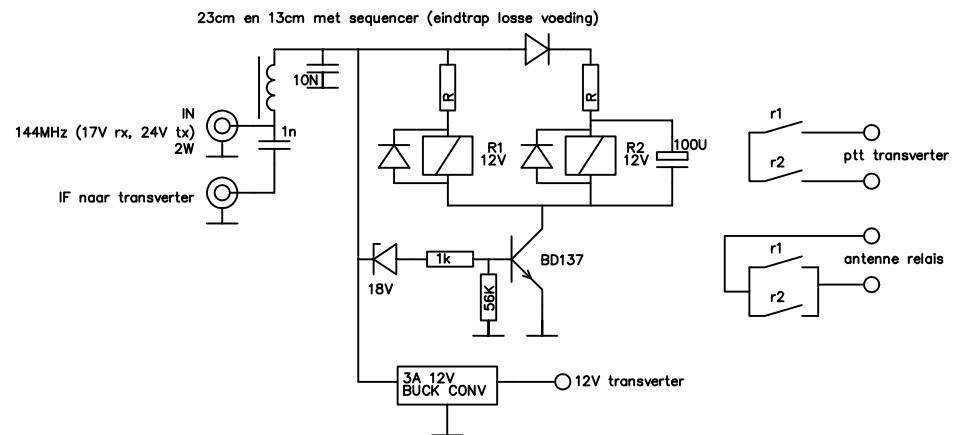 23cm en 13cm met sequencer (eindtrap losse voeding)
10N
R
R
IN
144MHz (17V rx, 24V tx)
2W
1n
R1
12V
R2
12V
100U
r1
ptt transverter
r2
IF naar transverter
r1
antenne relais
r2
18V
1k
BD137
56K
3A 12V
BUCK CONV
12V transverter